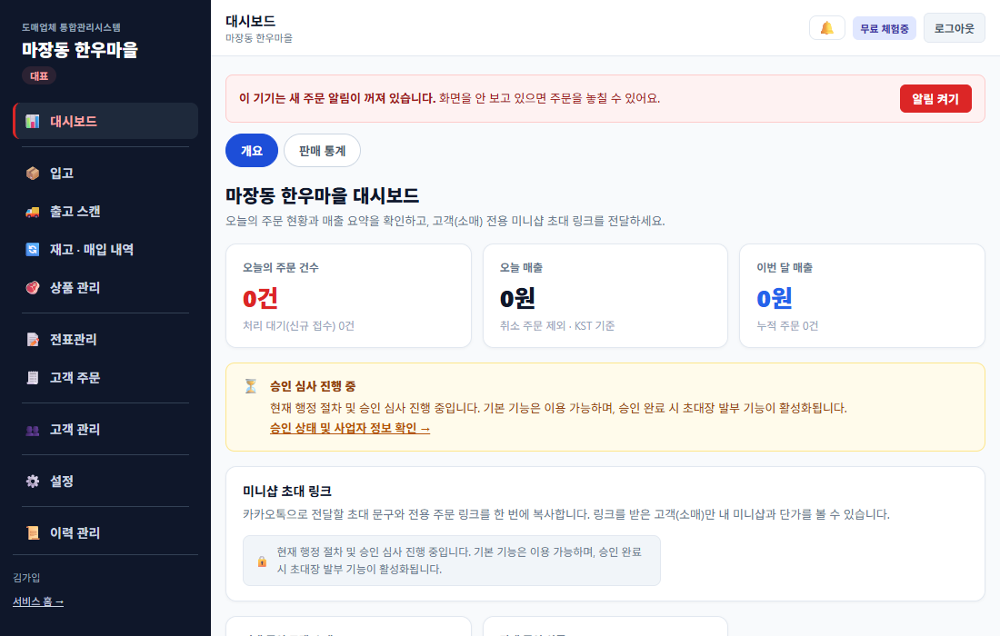 도매업체 통합관리시스템
마장동 한우마을
대표
대시보드
입고
출고 스캔
재고 · 매입 내역
상품 관리
전표관리
고객 주문
고객 관리
설정
이력 관리
김가입
서비스 홈 →
대시보드
마장동 한우마을
무료 체험중
로그아웃
이 기기는 새 주문 알림이 꺼져 있습니다. 화면을 안 보고 있으면 주문을 놓칠 수 있어요.
알림 켜기
개요
판매 통계
마장동 한우마을 대시보드
오늘의 주문 현황과 매출 요약을 확인하고, 고객(소매) 전용 미니샵 초대 링크를 전달하세요.
오늘의 주문 건수
0건
처리 대기(신규 접수) 0건
오늘 매출
0원
취소 주문 제외 · KST 기준
이번 달 매출
0원
누적 주문 0건
승인 심사 진행 중
현재 행정 절차 및 승인 심사 진행 중입니다. 기본 기능은 이용 가능하며, 승인 완료 시 초대장 발부 기능이 활성화됩니다.
승인 상태 및 사업자 정보 확인 →
미니샵 초대 링크
카카오톡으로 전달할 초대 문구와 전용 주문 링크를 한 번에 복사합니다. 링크를 받은 고객(소매)만 내 미니샵과 단가를 볼 수 있습니다.
현재 행정 절차 및 승인 심사 진행 중입니다. 기본 기능은 이용 가능하며, 승인 완료
시 초대장 발부 기능이 활성화됩니다.